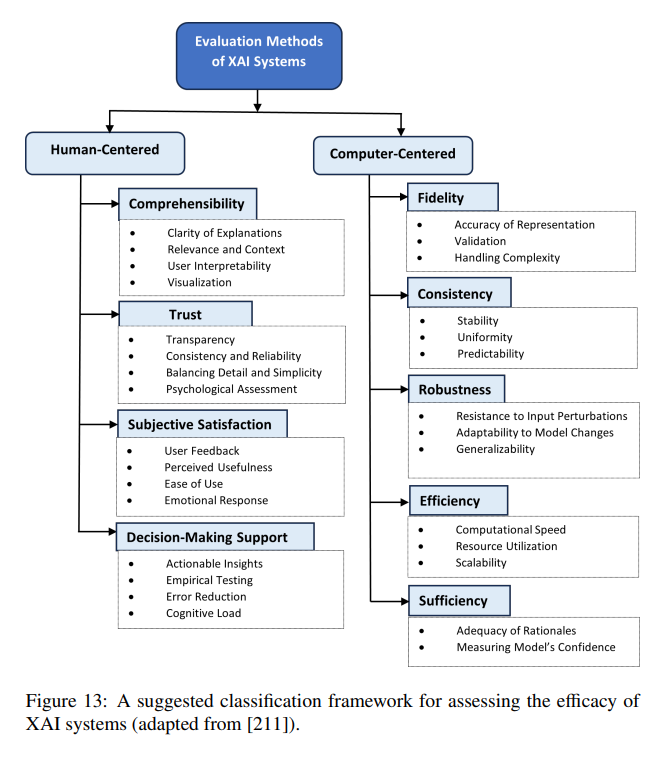 Evaluation Methods
of XAI Systems
Human-Centered
Comprehensibility
• Clarity of Explanations
• Relevance and Context
• User Interpretability
• Visualization
Trust
• Transparency
• Consistency and Reliability
• Balancing Detail and Simplicity
• Psychological Assessment
Subjective Satisfaction
• User Feedback
• Perceived Usefulness
• Ease of Use
• Emotional Response
Decision-Making Support
• Actionable Insights
• Empirical Testing
• Error Reduction
• Cognitive Load
Computer-Centered
Fidelity
• Accuracy of Representation
• Validation
• Handling Complexity
Consistency
• Stability
• Uniformity
• Predictability
Robustness
• Resistance to Input Perturbations
• Adaptability to Model Changes
• Generalizability
Efficiency
• Computational Speed
• Resource Utilization
• Scalability
Sufficiency
• Adequacy of Rationales
• Measuring Model's Confidence
Figure 13: A suggested classification framework for assessing the efficacy of
XAI systems (adapted from [211]).